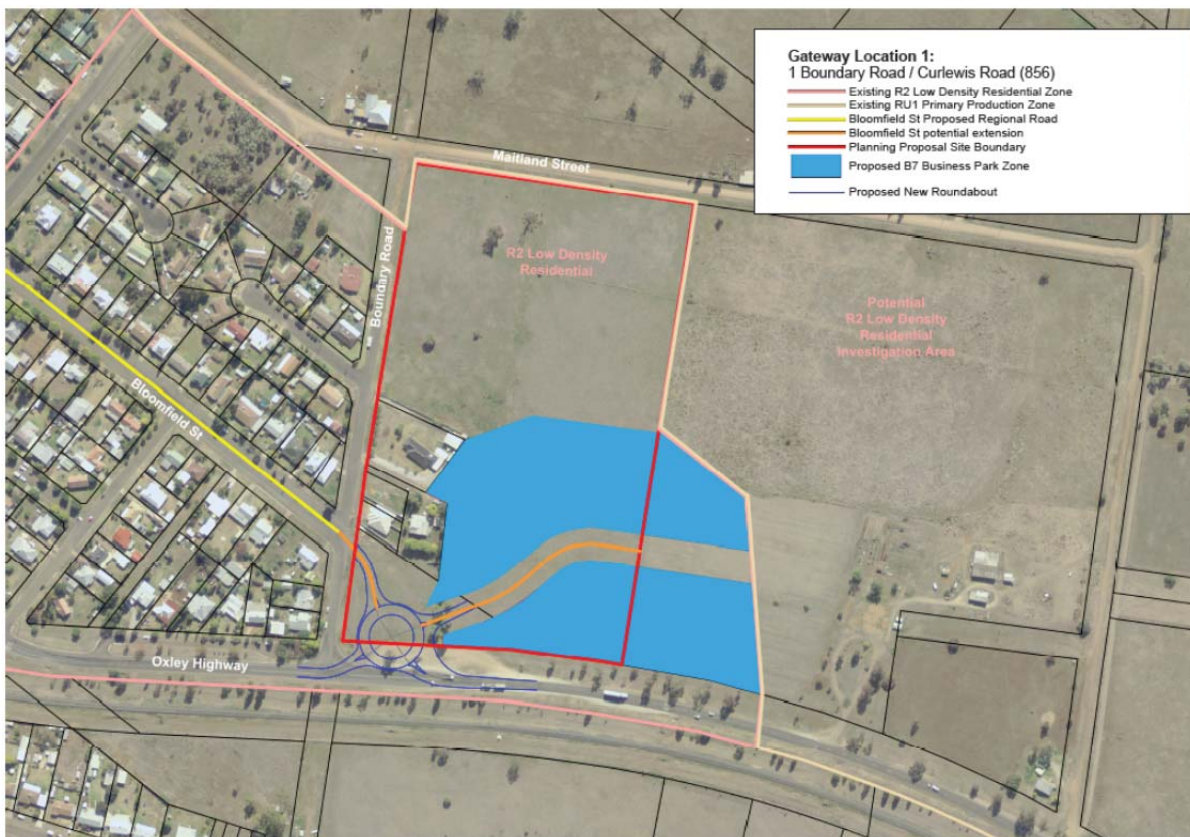 Gateway Location 1:
1 Boundary Road / Curlewis Road (856)
Existing R2 Low Density Residential Zone
Existing RU1 Primary Production Zone
Bloomfield St Proposed Regional Road
Bloomfield St potential extension
Planning Proposal Site Boundary
Proposed B7 Business Park Zone
Proposed New Roundabout
Maitland Street
R2 Low Density
Residential
Boundary Road
Potential
R2 Low Density
Residential
Investigation Area
Bloomfield St
Oxley Highway